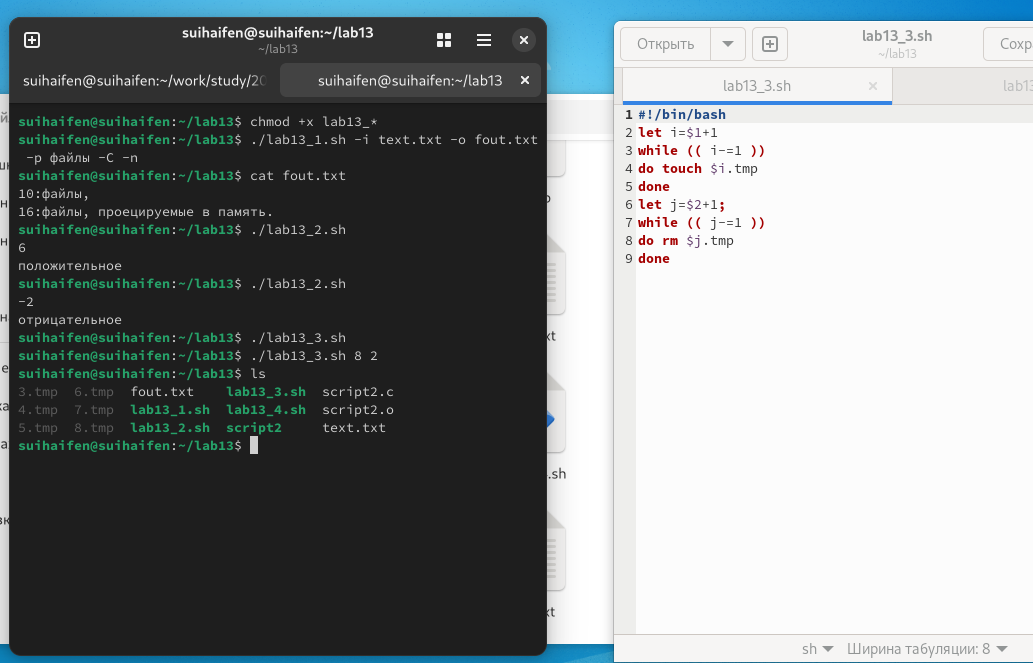 suihaifen@suihaifen:~/lab13
~/lab13
suihaifen@suihaifen:~/work/study/20
suihaifen@suihaifen:~/lab13
suihaifen@suihaifen:~/lab13$ chmod +x lab13_*
suihaifen@suihaifen:~/lab13$ ./lab13_1.sh -i text.txt -o fout.txt
-p файлы -C -n
suihaifen@suihaifen:~/lab13$ cat fout.txt
10:файлы,
16:файлы, проецируемые в память.
suihaifen@suihaifen:~/lab13$ ./lab13_2.sh
6
положительное
suihaifen@suihaifen:~/lab13$ ./lab13_2.sh
-2
отрицательное
suihaifen@suihaifen:~/lab13$ ./lab13_3.sh
suihaifen@suihaifen:~/lab13$ ./lab13_3.sh 8 2
suihaifen@suihaifen:~/lab13$ ls
3.tmp 6.tmp fout.txt lab13_3.sh script2.c
4.tmp 7.tmp lab13_1.sh lab13_4.sh script2.o
5.tmp 8.tmp lab13_2.sh script2 text.txt
suihaifen@suihaifen:~/lab13$
xt
.sh
xt
Открыть
lab13_3.sh
~/lab13
Сохра
lab13_3.sh
lab13
1 #!/bin/bash
2 let i=$1+1
3 while (( i-=1 ))
4 do touch $i.tmp
5 done
6 let j=$2+1;
7 while (( j-=1 ))
8 do rm $j.tmp
9 done
sh
Ширина табуляции: 8